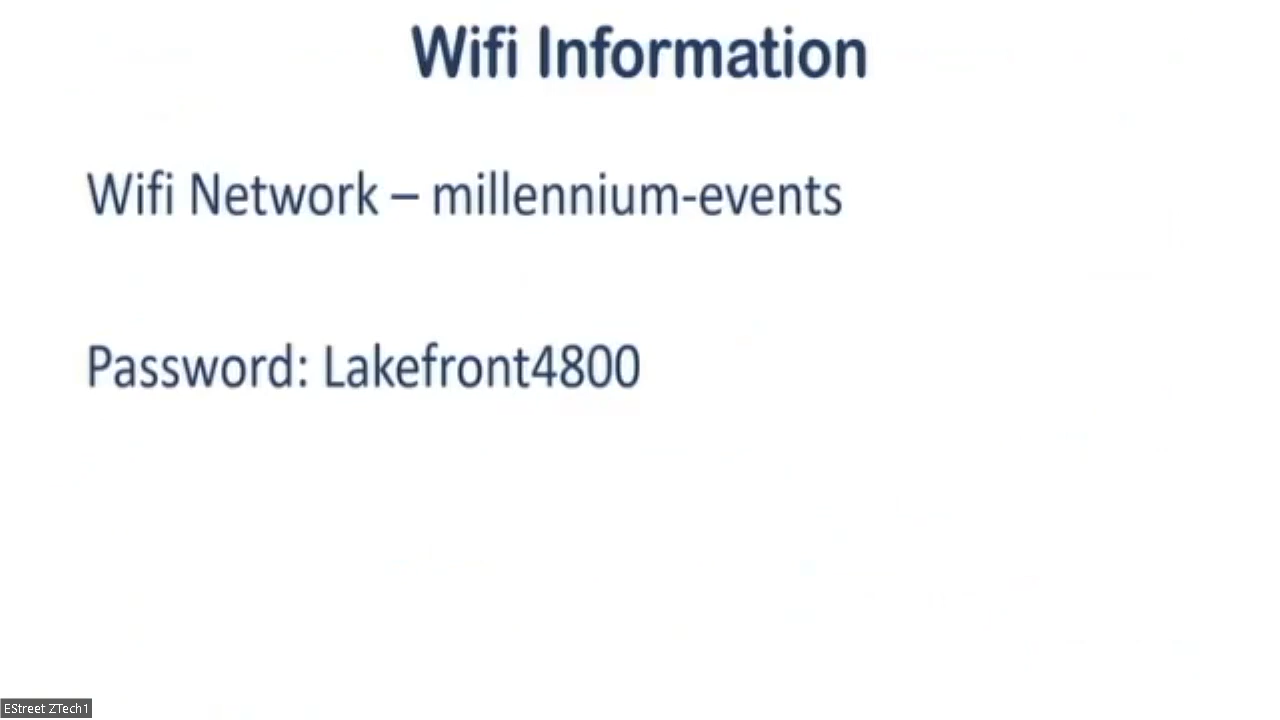 Wifi Information
Wifi Network – millennium-events
Password: Lakefront4800
EStreet ZTech1